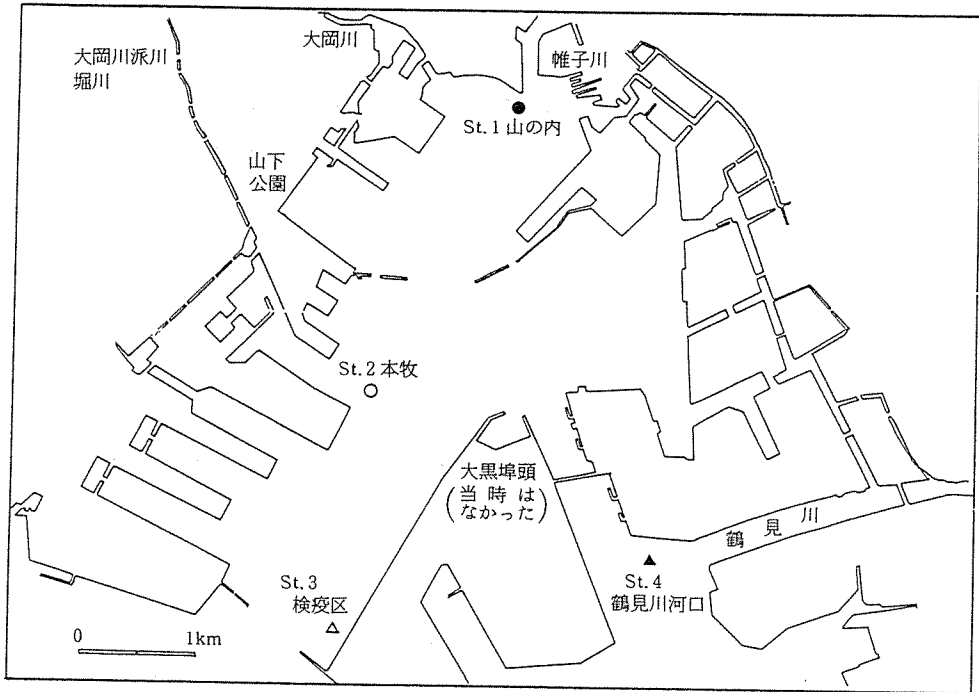 大岡川派川
堀川
大岡川
帷子川
St.1 山の内
山下
公園
St.2 本牧
大黒埠頭
(当時は
なかった)
鶴見川
St.3
検疫区
St.4
鶴見川河口
0 1km